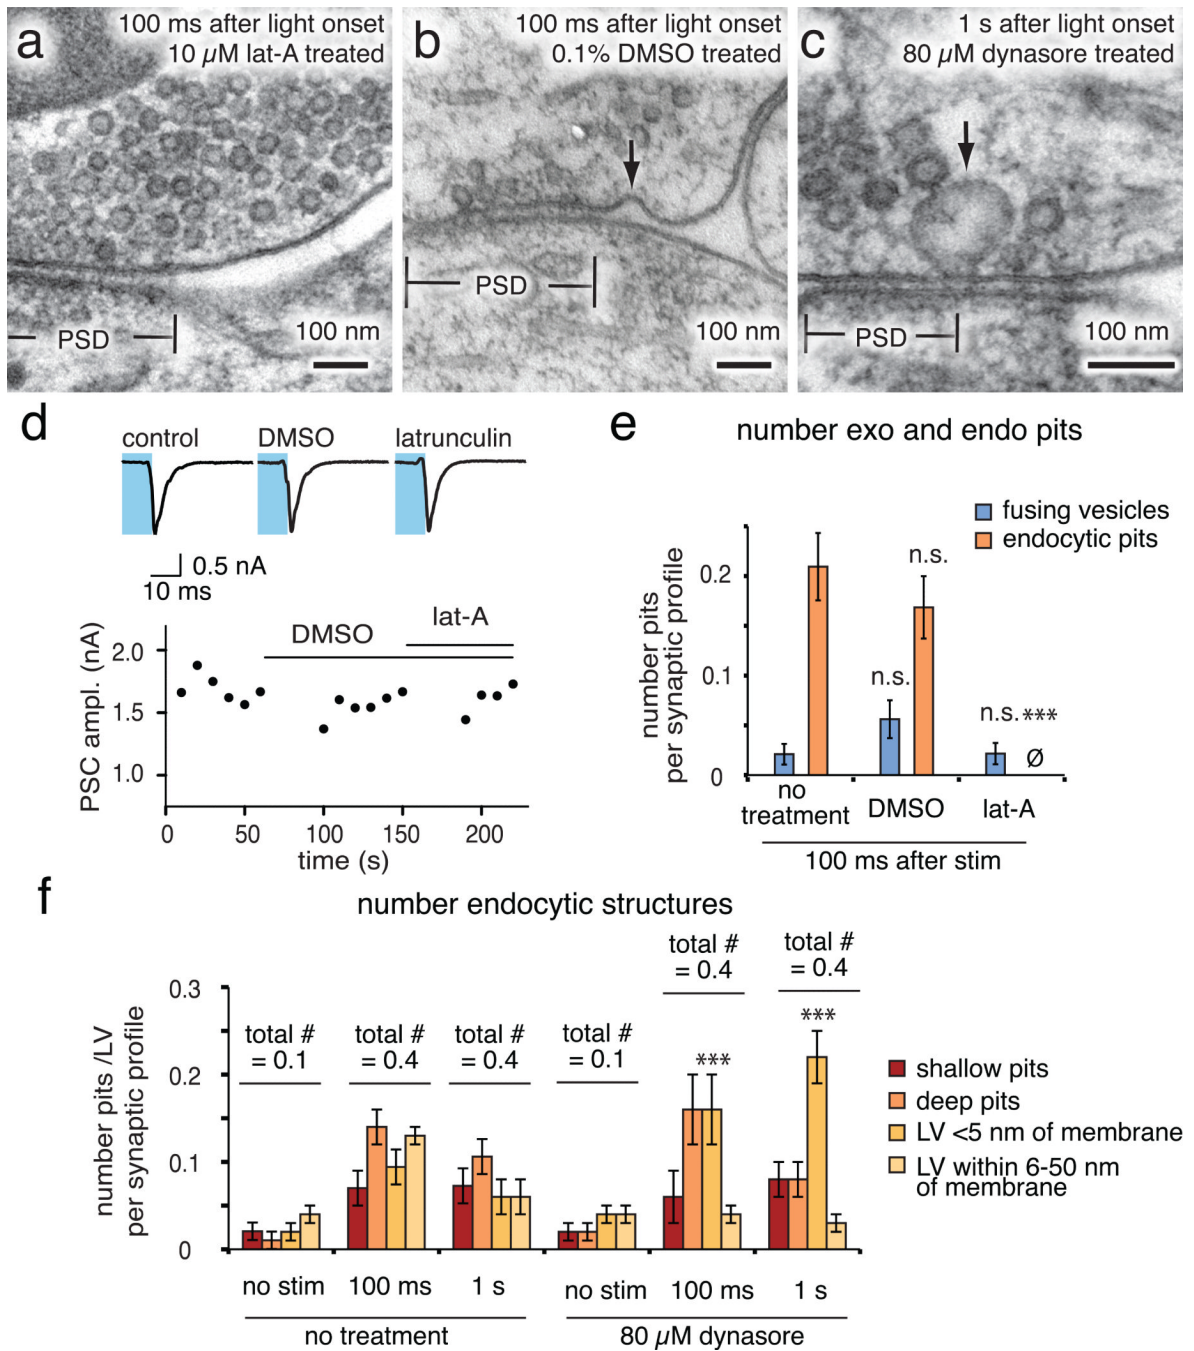 a
100 ms after light onset
10 µM lat-A treated
PSD
100 nm
b
100 ms after light onset
0.1% DMSO treated
PSD
100 nm
c
1 s after light onset
80 µM dynasore treated
PSD
100 nm
d
control
DMSO
latrunculin
0.5 nA
10 ms
PSC ampl. (nA)
2.0
1.5
1.0
DMSO
lat-A
0
50
100
150
200
time (s)
e
number exo and endo pits
fusing vesicles
endocytic pits
number pits
per synaptic profile
0.2
0.1
0
n.s.
n.s.
n.s.
***
Ø
no
treatment
DMSO
lat-A
100 ms after stim
f
number endocytic structures
number pits /LV
per synaptic profile
0.3
0.2
0.1
0
total #
= 0.1
total #
= 0.4
total #
= 0.4
total #
= 0.1
total #
= 0.4
***
total #
= 0.4
***
shallow pits
deep pits
LV <5 nm of membrane
LV within 6-50 nm
of membrane
no stim
100 ms
1 s
no stim
100 ms
1 s
no treatment
80 µM dynasore